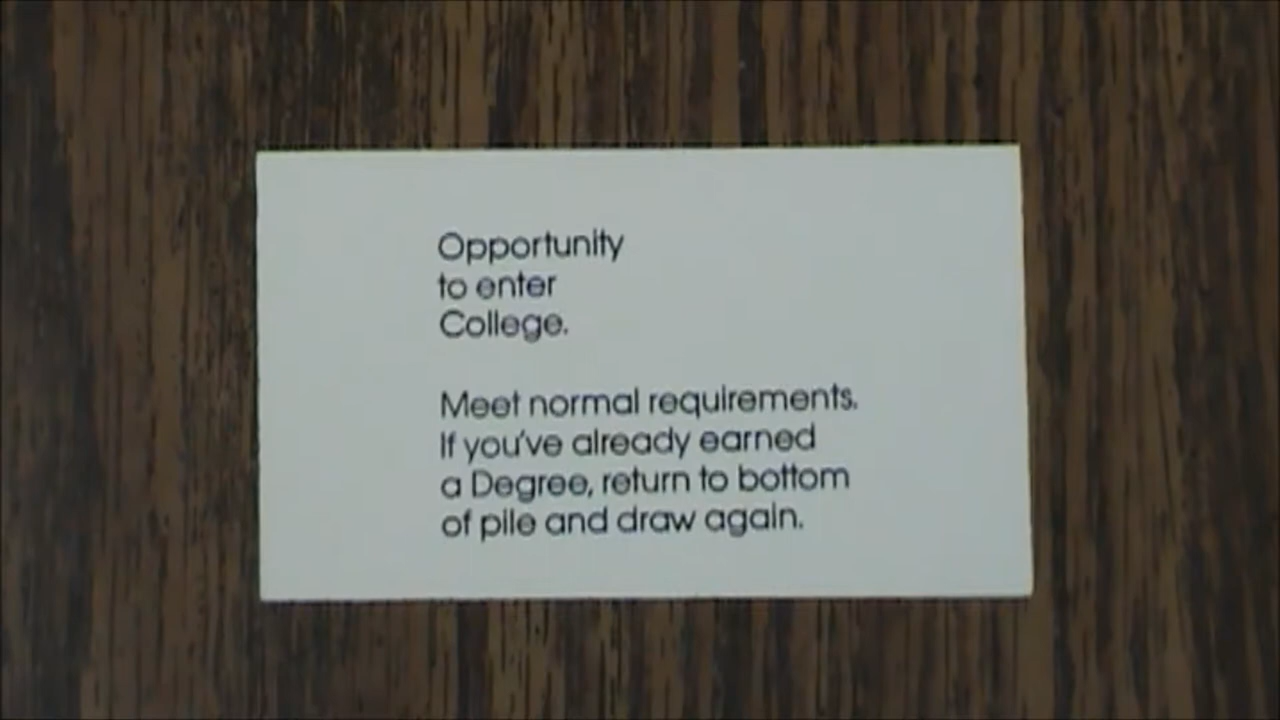 Opportunity
to enter
College.
Meet normal requirements.
If you've already earned
a Degree, return to bottom
of pile and draw again.